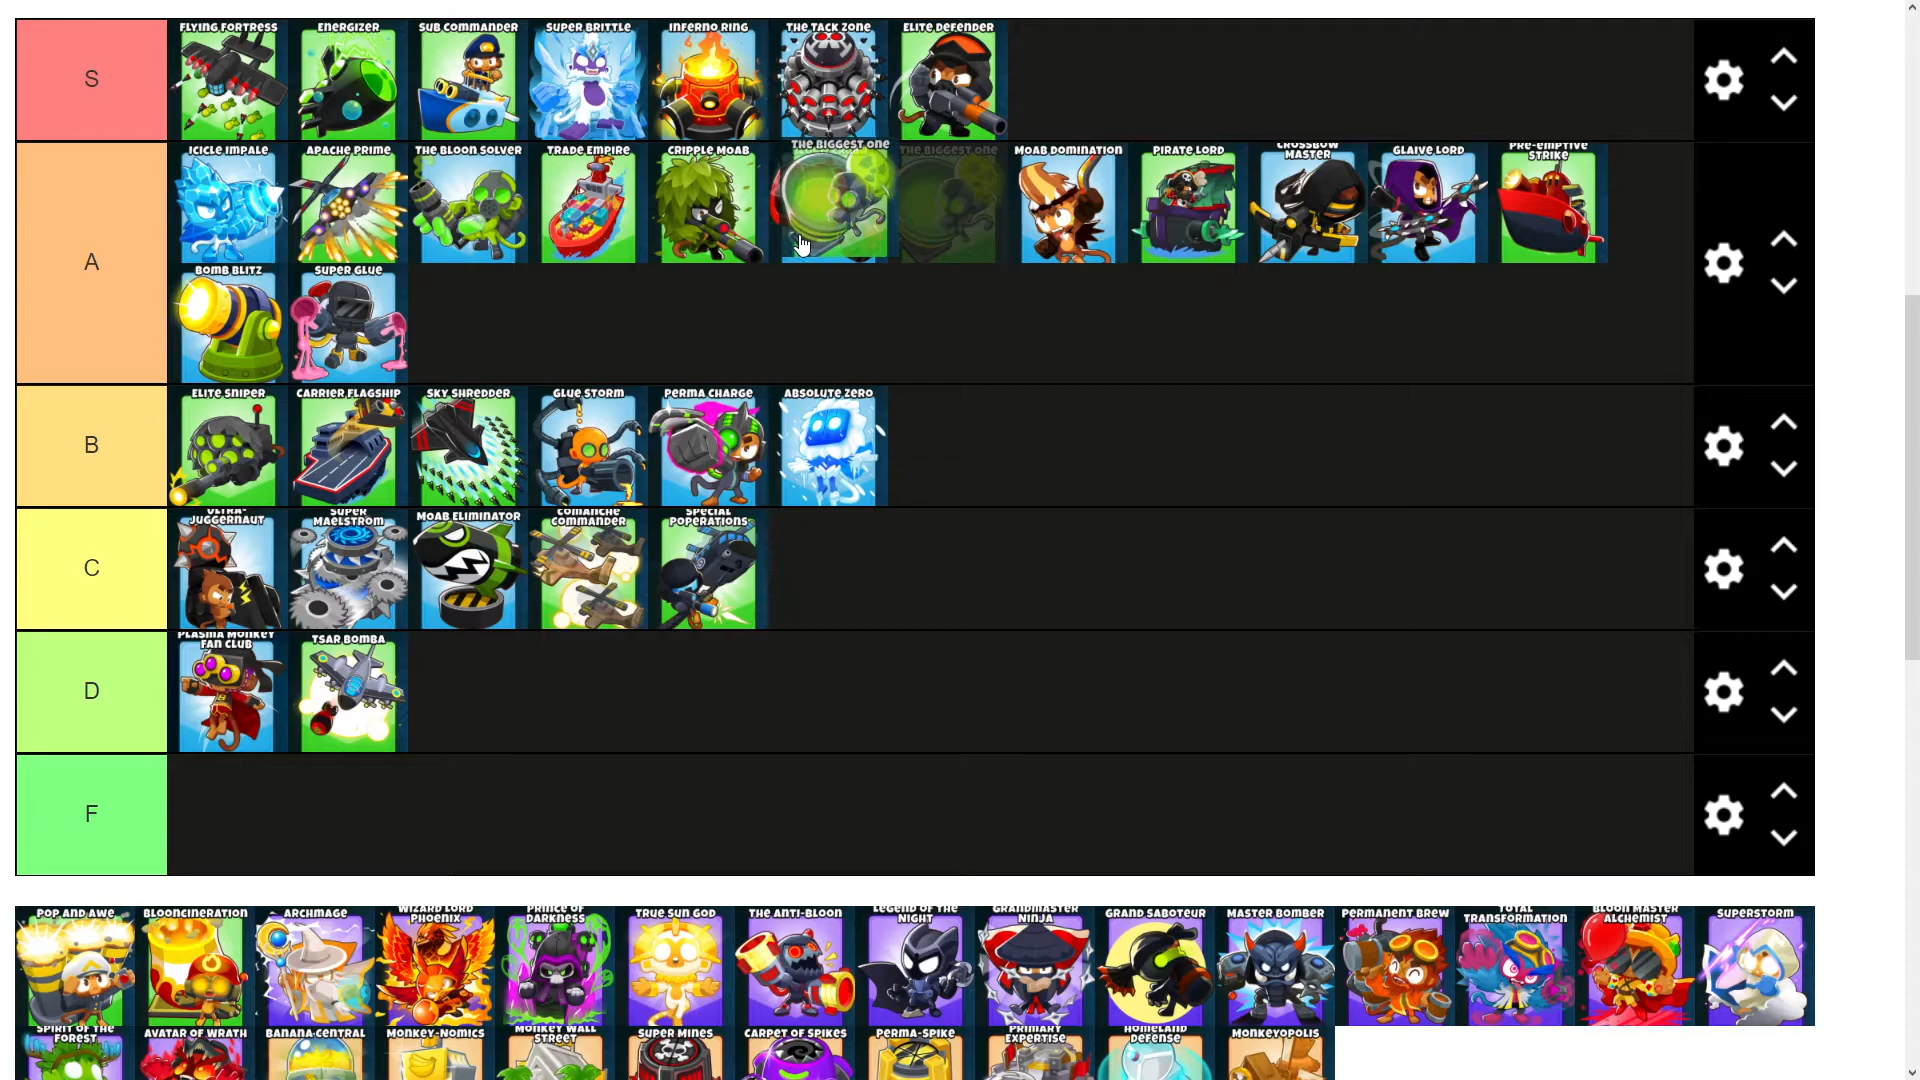 S
FLYING FORTRESS
ENERGIZER
SUB COMMANDER
SUPER BRITTLE
INFERNO RING
THE TACK ZONE
ELITE DEFENDER
A
ICICLE IMPALE
APACHE PRIME
THE BLOON SOLVER
TRADE EMPIRE
CRIPPLE MOAB
THE BIGGEST ONE
THE BIGGEST ONE
MOAB DOMINATION
PIRATE LORD
CROSSBOW
MASTER
GLAIVE LORD
PRE-EMPTIVE
STRIKE
BOMB BLITZ
SUPER GLUE
B
ELITE SNIPER
CARRIER FLAGSHIP
SKY SHREDDER
GLUE STORM
PERMA CHARGE
ABSOLUTE ZERO
C
ULTRA-
JUGGERNAUT
SUPER
MAELSTROM
MOAB ELIMINATOR
COMANCHE
COMMANDER
SPECIAL
POPERATIONS
D
PLASMA MONKEY
FAN CLUB
TSAR BOMBA
F
POP AND AWE
BLOONCINERATION
ARCHMAGE
WIZARD LORD
PHOENIX
PRINCE OF
DARKNESS
TRUE SUN GOD
THE ANTI-BLOON
LEGEND OF THE
NIGHT
GRANDMASTER
NINJA
GRAND SABOTEUR
MASTER BOMBER
PERMANENT BREW
TOTAL
TRANSFORMATION
BLOON MASTER
ALCHEMIST
SUPERSTORM
SPIRIT OF THE
FOREST
AVATAR OF WRATH
BANANA CENTRAL
MONKEY-NOMICS
MONKEY WALL
STREET
SUPER MINES
CARPET OF SPIKES
PERMA-SPIKE
PRIMARY
EXPERTISE
HOMELAND
DEFENSE
MONKEYOPOLIS